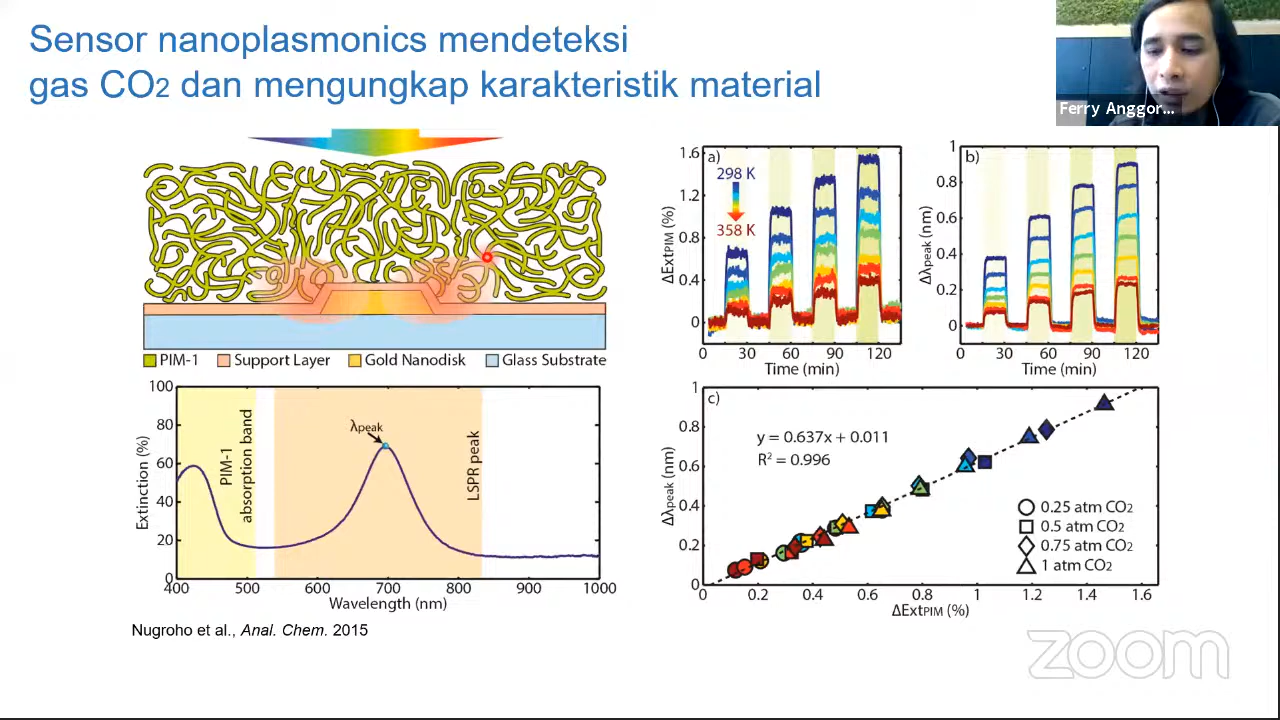 Sensor nanoplasmonics mendeteksi
gas CO2 dan mengungkap karakteristik material
Ferry Anggor...
PIM-1
Support Layer
Gold Nanodisk
Glass Substrate
100
80
60
40
20
0
Extinction (%)
PIM-1
absorption band
λpeak
LSPR peak
400
500
600
700
800
900
1000
Wavelength (nm)
Nugroho et al., Anal. Chem. 2015
a)
298 K
358 K
1.6
1.2
0.8
0.4
0
ΔExtPIM (%)
0
30
60
90
120
Time (min)
b)
1
0.8
0.6
0.4
0.2
0
Δλpeak (nm)
0
30
60
90
120
Time (min)
c)
y = 0.637x + 0.011
R² = 0.996
1
0.8
0.6
0.4
0.2
0
Δλpeak (nm)
0.25 atm CO2
0.5 atm CO2
0.75 atm CO2
1 atm CO2
0
0.2
0.4
0.6
0.8
1
1.2
1.4
1.6
ΔExtPIM (%)
zoom